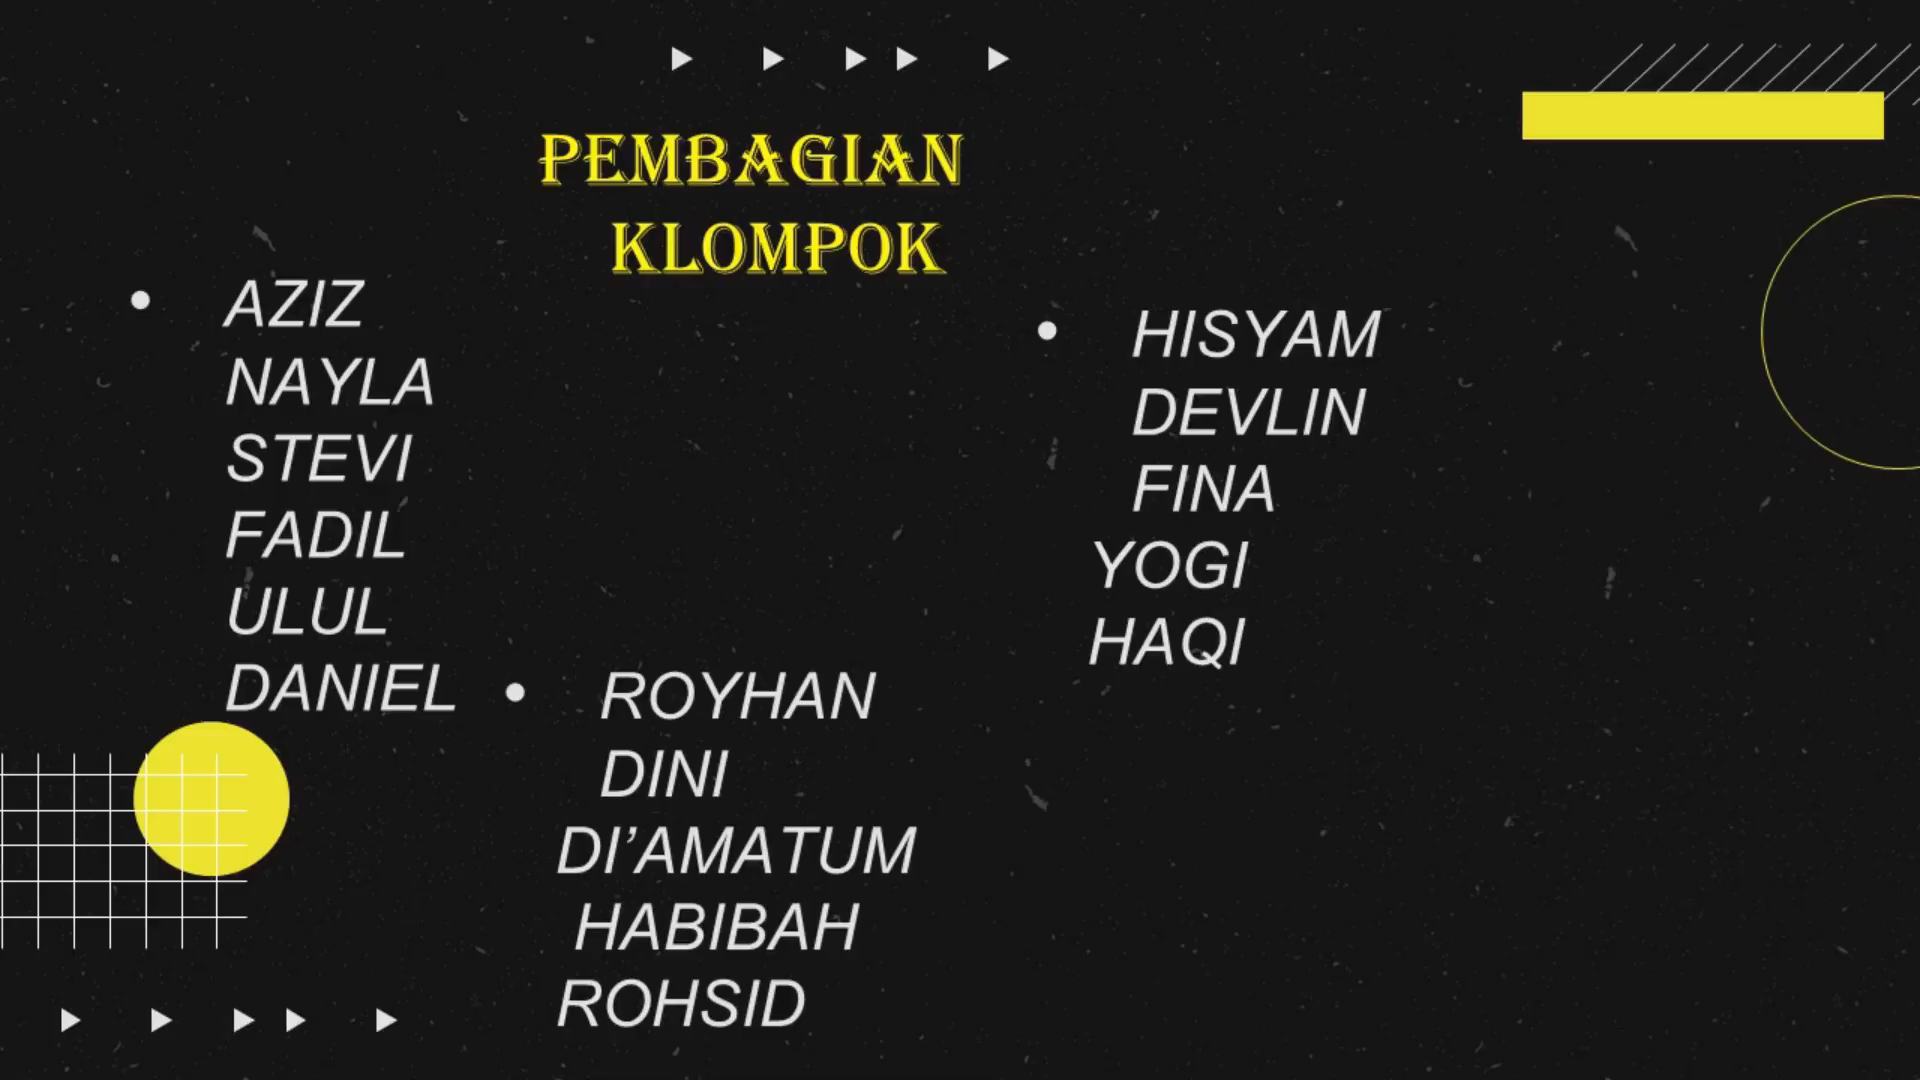 PEMBAGIAN
KLOMPOK
AZIZ
NAYLA
STEVI
FADIL
ULUL
DANIEL
ROYHAN
DINI
DI’AMATUM
HABIBAH
ROHSID
HISYAM
DEVLIN
FINA
YOGI
HAQI